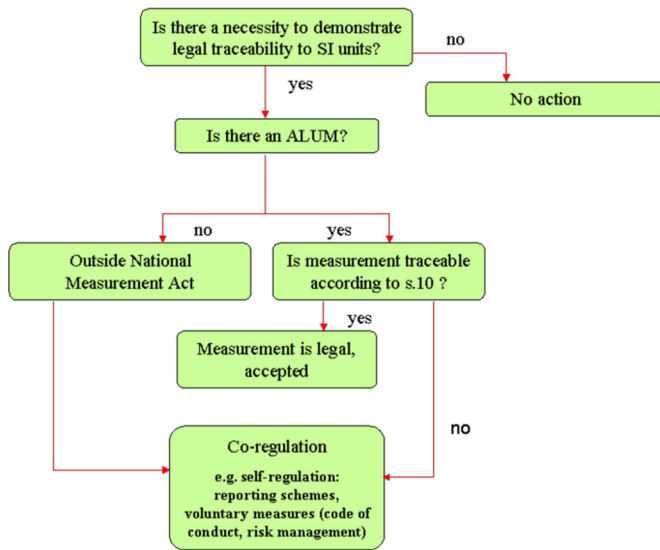 Is there a necessity to demonstrate
legal traceability to SI units?
no
No action
yes
Is there an ALUM?
no
yes
Outside National
Measurement Act
Is measurement traceable
according to s.10 ?
yes
Measurement is legal,
accepted
no
Co-regulation
e.g. self-regulation:
reporting schemes,
voluntary measures (code of
conduct, risk management)